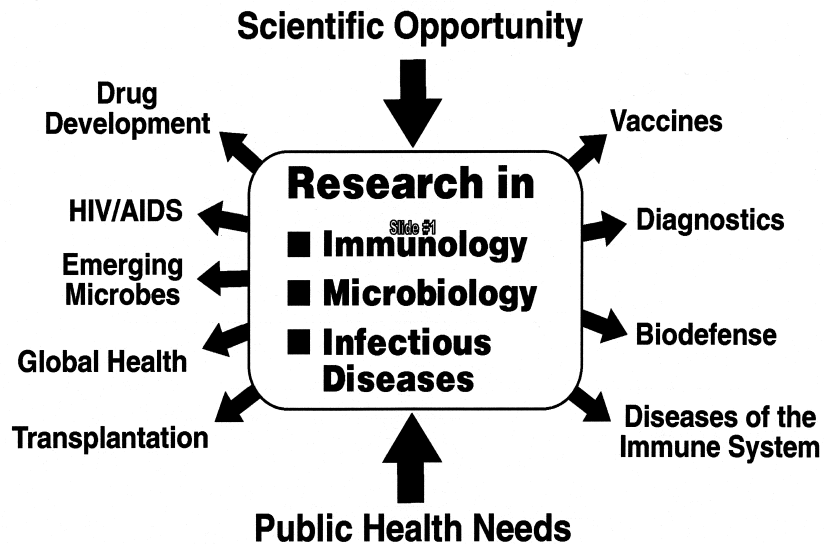 Scientific Opportunity
Drug
Development
HIV/AIDS
Emerging
Microbes
Global Health
Transplantation
Research in
Slide #1
■ Immunology
■ Microbiology
■ Infectious
Diseases
Vaccines
Diagnostics
Biodefense
Diseases of the
Immune System
Public Health Needs